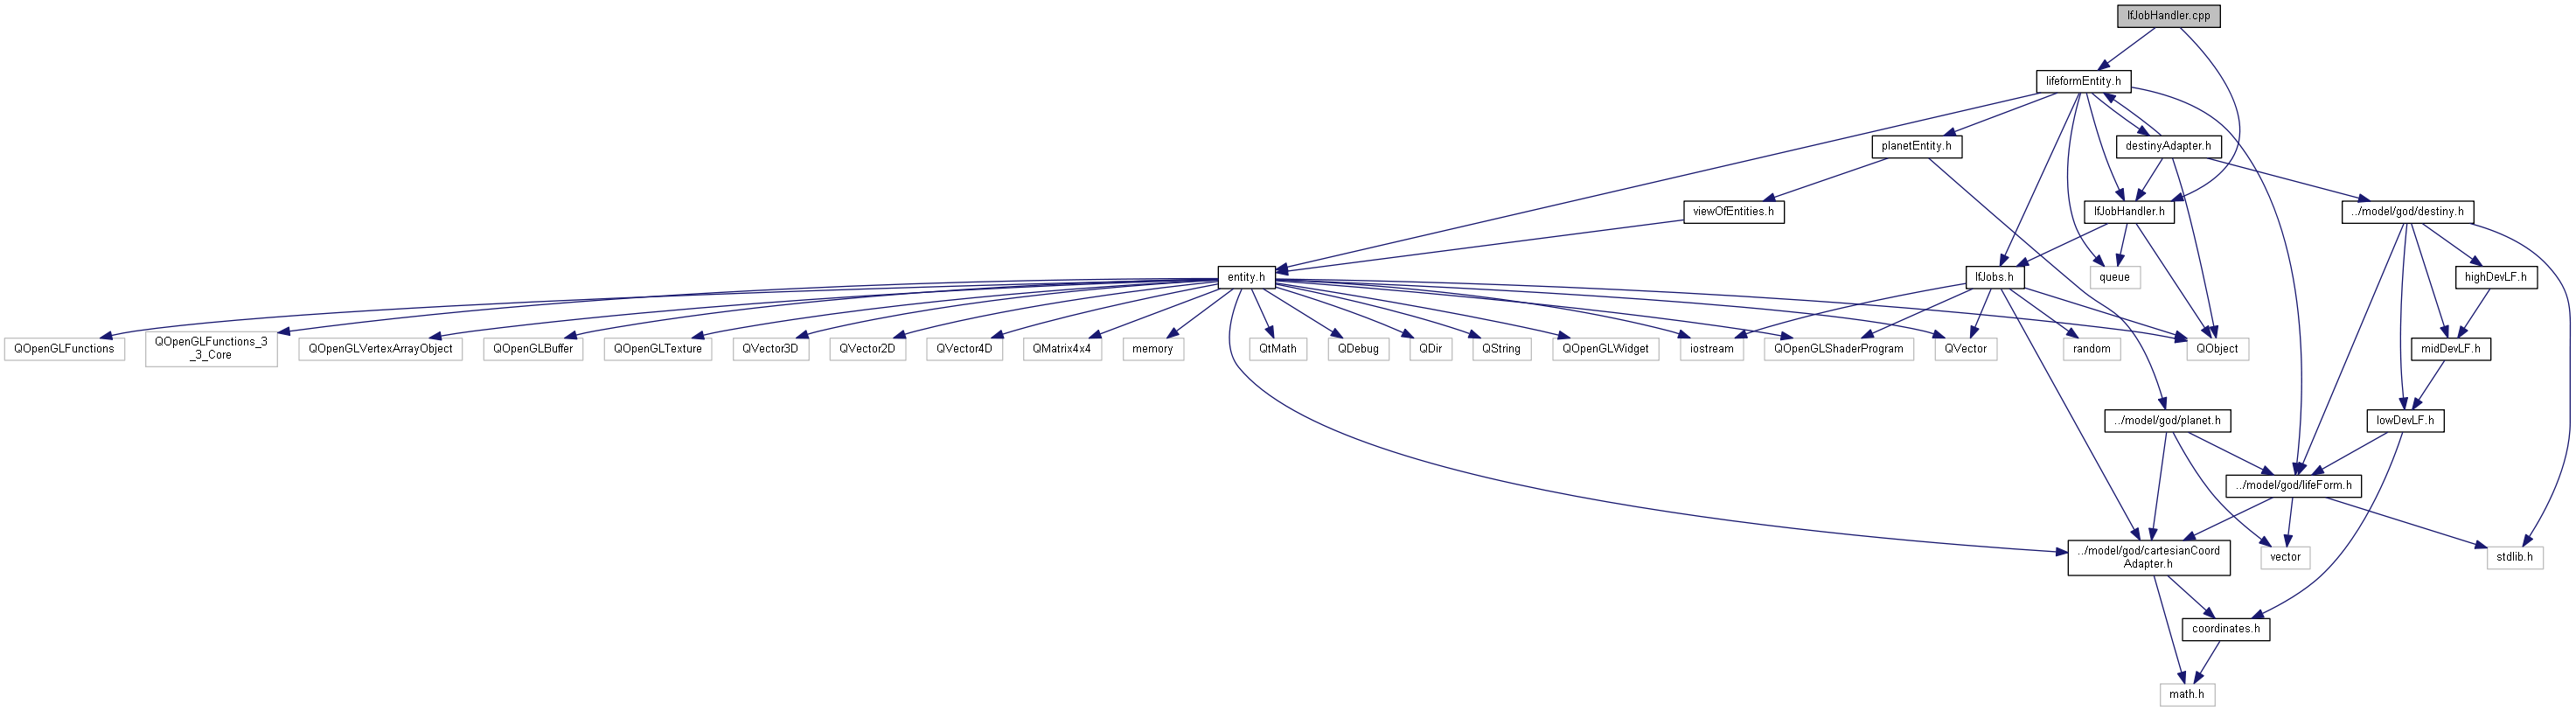 lfJobHandler.cpp
lifeformEntity.h
planetEntity.h
destinyAdapter.h
viewOfEntities.h
lfJobHandler.h
../model/god/destiny.h
entity.h
lfJobs.h
queue
highDevLF.h
QOpenGLFunctions
QOpenGLFunctions_3
_3_Core
QOpenGLVertexArrayObject
QOpenGLBuffer
QOpenGLTexture
QVector3D
QVector2D
QVector4D
QMatrix4x4
memory
QtMath
QDebug
QDir
QString
QOpenGLWidget
iostream
QOpenGLShaderProgram
QVector
random
QObject
midDevLF.h
../model/god/planet.h
lowDevLF.h
../model/god/lifeForm.h
../model/god/cartesianCoord
Adapter.h
vector
stdlib.h
coordinates.h
math.h